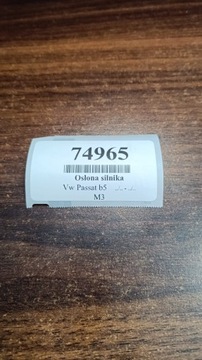 74965
Osłona silnika
Vw Passat b5
M3